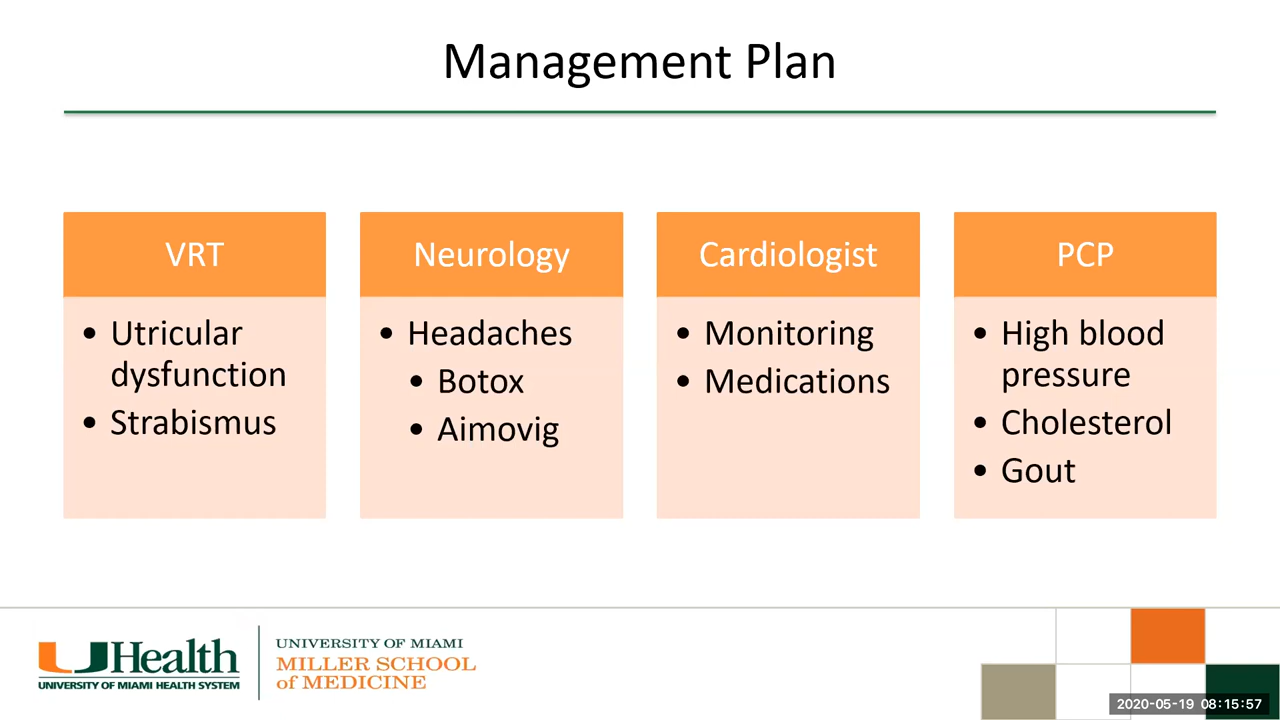 Management Plan
VRT
• Utricular
dysfunction
• Strabismus
Neurology
• Headaches
• Botox
• Aimovig
Cardiologist
• Monitoring
• Medications
PCP
• High blood
pressure
• Cholesterol
• Gout
UHealth
UNIVERSITY OF MIAMI HEALTH SYSTEM
UNIVERSITY OF MIAMI
MILLER SCHOOL
of MEDICINE
2020-05-19 08:15:57